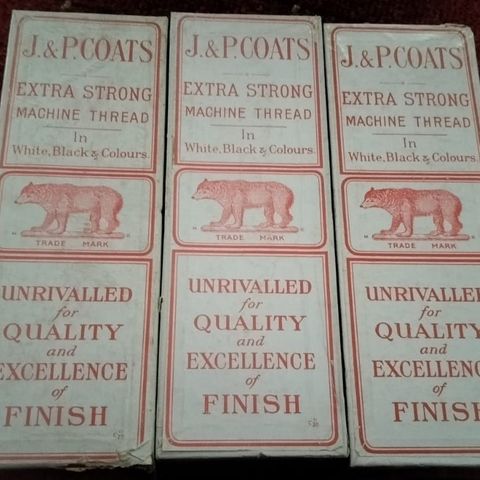 J. & P. COATS
EXTRA STRONG
MACHINE THREAD
In
White, Black & Colours.
TRADE MARK
UNRIVALLED
for
QUALITY
and
EXCELLENCE
of
FINISH
J. & P. COATS
EXTRA STRONG
MACHINE THREAD
In
White, Black & Colours.
TRADE MARK
UNRIVALLED
for
QUALITY
and
EXCELLENCE
of
FINISH
J. & P. COATS
EXTRA STRONG
MACHINE THREAD
In
White, Black & Colours.
TRADE MARK
UNRIVALLED
for
QUALITY
and
EXCELLENC
of
FINISH